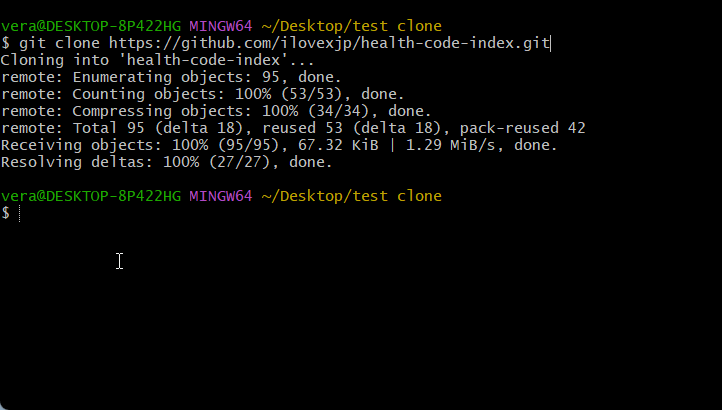 vera@DESKTOP-8P422HG MINGW64 ~/Desktop/test clone
$ git clone https://github.com/ilovexjp/health-code-index.git
Cloning into 'health-code-index'...
remote: Enumerating objects: 95, done.
remote: Counting objects: 100% (53/53), done.
remote: Compressing objects: 100% (34/34), done.
remote: Total 95 (delta 18), reused 53 (delta 18), pack-reused 42
Receiving objects: 100% (95/95), 67.32 KiB | 1.29 MiB/s, done.
Resolving deltas: 100% (27/27), done.
vera@DESKTOP-8P422HG MINGW64 ~/Desktop/test clone
$